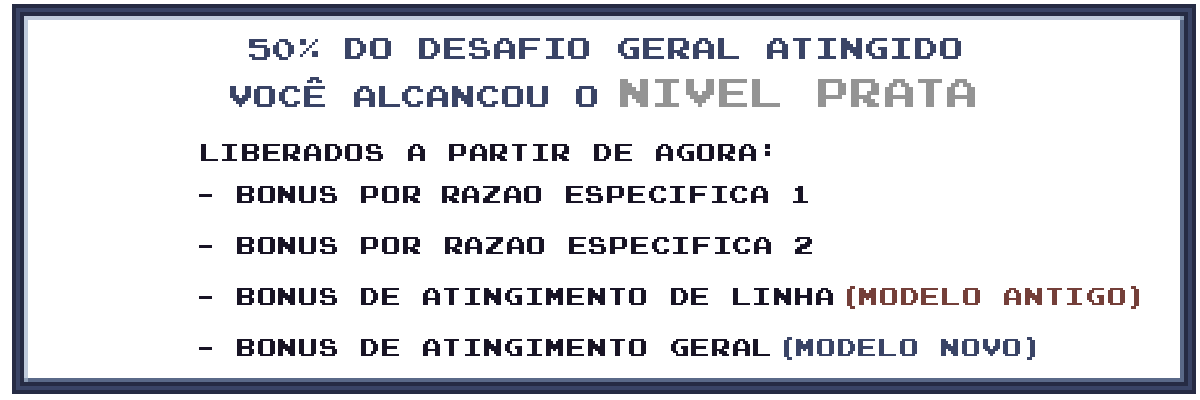 50% DO DESAFIO GERAL ATINGIDO
VOCÊ ALCANCOU O NIVEL PRATA
LIBERADOS A PARTIR DE AGORA:
- BONUS POR RAZAO ESPECIFICA 1
- BONUS POR RAZAO ESPECIFICA 2
- BONUS DE ATINGIMENTO DE LINHA (MODELO ANTIGO)
- BONUS DE ATINGIMENTO GERAL (MODELO NOVO)